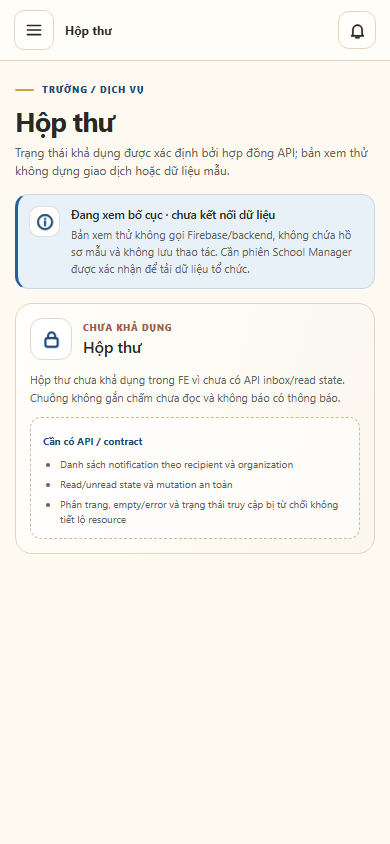 Hộp thư
TRƯỜNG / DỊCH VỤ
Hộp thư
Trạng thái khả dụng được xác định bởi hợp đồng API; bản xem thử
không dựng giao dịch hoặc dữ liệu mẫu.
Đang xem bố cục · chưa kết nối dữ liệu
Bản xem thử không gọi Firebase/backend, không chứa hồ
sơ mẫu và không lưu thao tác. Cần phiên School Manager
được xác nhận để tải dữ liệu tổ chức.
CHƯA KHẢ DỤNG
Hộp thư
Hộp thư chưa khả dụng trong FE vì chưa có API inbox/read state.
Chuông không gắn chấm chưa đọc và không báo có thông báo.
Cần có API / contract
Danh sách notification theo recipient và organization
Read/unread state và mutation an toàn
Phân trang, empty/error và trạng thái truy cập bị từ chối không
tiết lộ resource